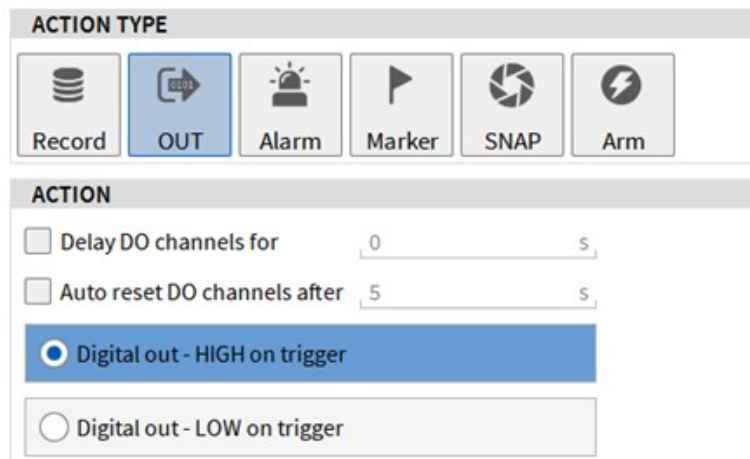 ACTION TYPE
Record OUT Alarm Marker SNAP Arm
ACTION
Delay DO channels for 0 s
Auto reset DO channels after 5 s
Digital out - HIGH on trigger
Digital out - LOW on trigger